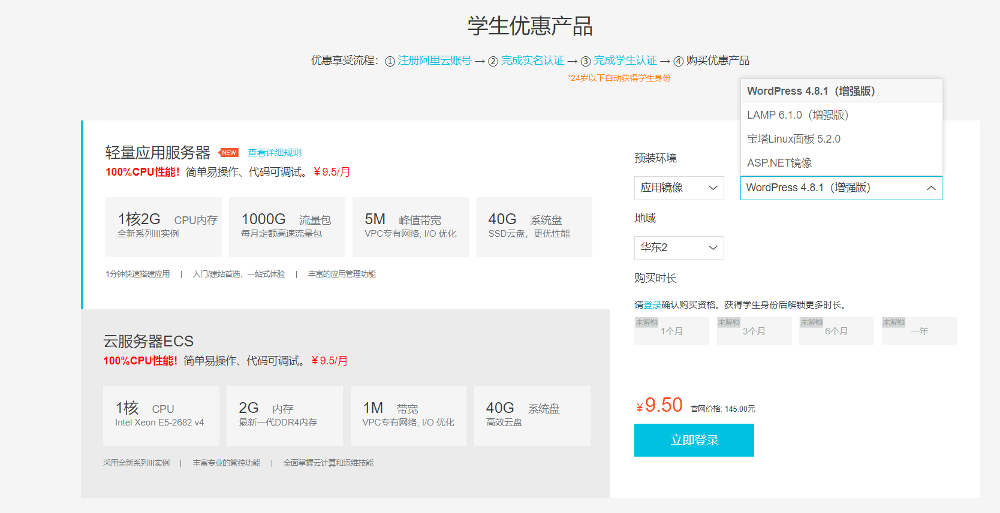 学生优惠产品
优惠享受流程：① 注册阿里云账号 → ② 完成实名认证 → ③ 完成学生认证 → ④ 购买优惠产品
*24岁以下自动获得学生身份
轻量应用服务器 NEW 查看详细规则
100%CPU性能！简单易操作、代码可调试。 ¥ 9.5/月
1核2G CPU内存
全新系列III实例
1000G 流量包
每月定额高速流量包
5M 峰值带宽
VPC专有网络, I/O 优化
40G 系统盘
SSD云盘，更优性能
1分钟快速搭建应用 | 入门/建站首选，一站式体验 | 丰富的应用管理功能
云服务器ECS
100%CPU性能！简单易操作、代码可调试。 ¥ 9.5/月
1核 CPU
Intel Xeon E5-2682 v4
2G 内存
最新一代DDR4内存
1M 带宽
VPC专有网络, I/O 优化
40G 系统盘
高效云盘
采用全新系列III实例 | 丰富专业的管控功能 | 全面掌握云计算和运维技能
WordPress 4.8.1（增强版）
LAMP 6.1.0（增强版）
宝塔Linux面板 5.2.0
ASP.NET镜像
预装环境
应用镜像
WordPress 4.8.1（增强版）
地域
华东2
购买时长
请登录确认购买资格。获得学生身份后解锁更多时长。
未解锁 1个月
未解锁 3个月
未解锁 6个月
未解锁 一年
¥ 9.50 官网价格: 145.00元
立即登录